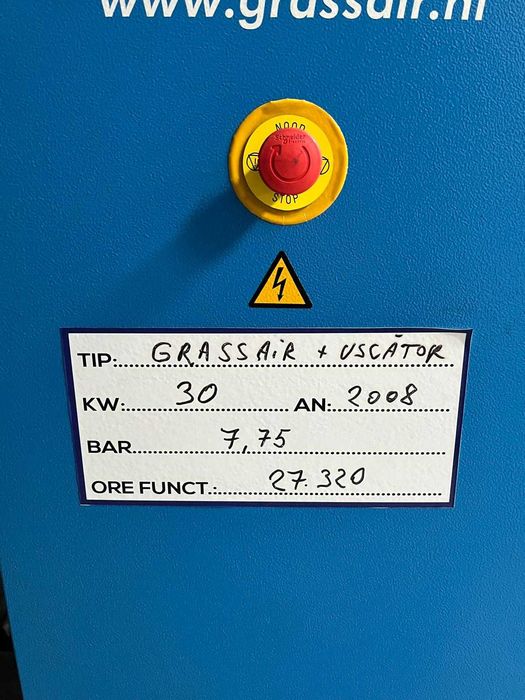 www.grassair.nl
NOOD
Schneider
STOP
TIP: GRASSAiR + USCĂTOR
KW: 30 AN: 2008
BAR 7,75
ORE FUNCT.: 27.320